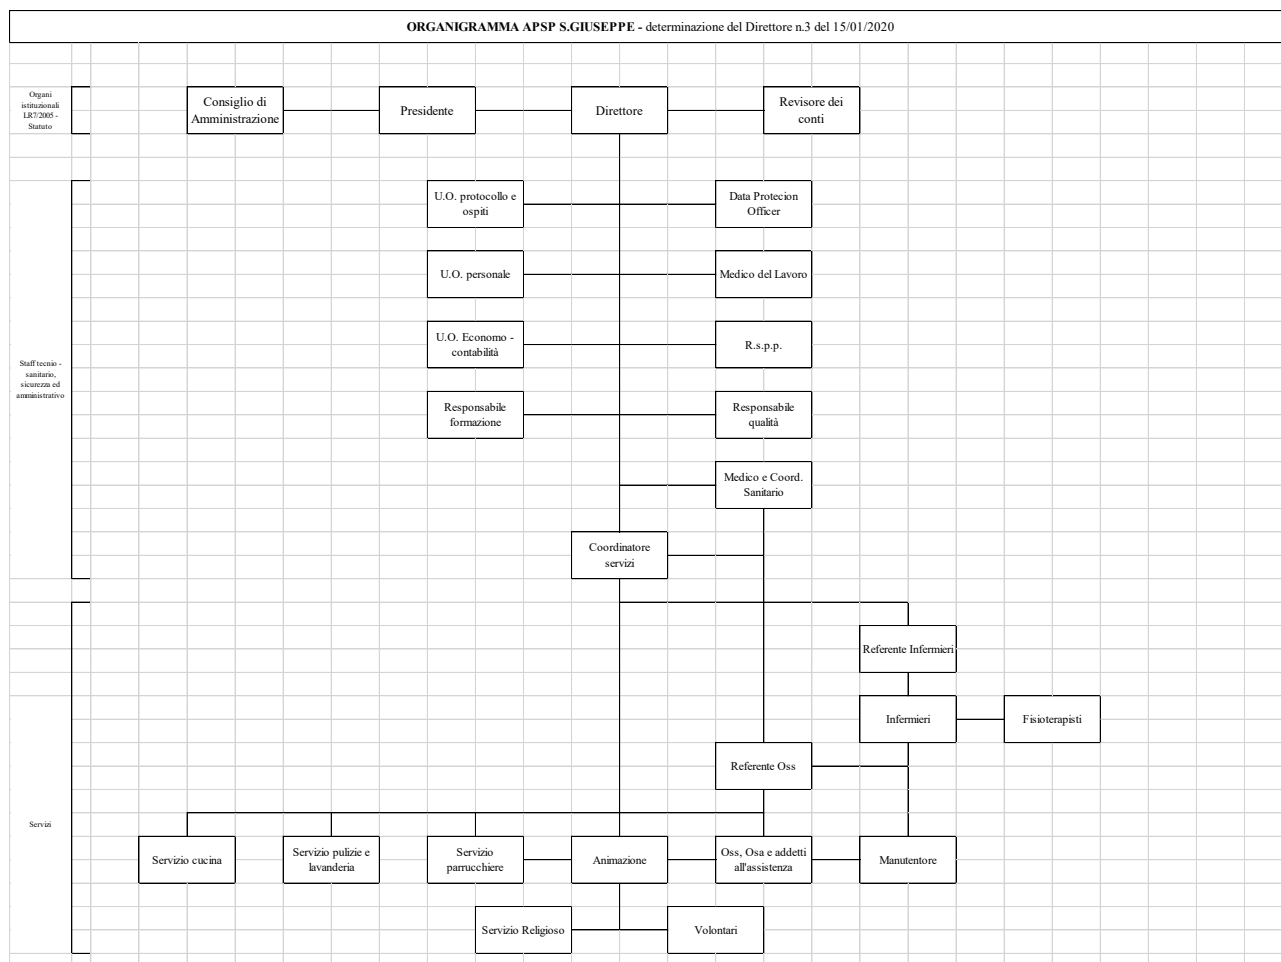 ORGANIGRAMMA APSP S.GIUSEPPE - determinazione del Direttore n.3 del 15/01/2020
Organi
istituzionali
LR7/2005 -
Statuto
Consiglio di
Amministrazione
Presidente
Direttore
Revisore dei
conti
U.O. protocollo e
ospiti
Data Protecion
Officer
U.O. personale
Medico del Lavoro
Staff tecnio -
sanitario,
sicurezza ed
amministrativo
U.O. Economo -
contabilità
R.s.p.p.
Responsabile
formazione
Responsabile
qualità
Medico e Coord.
Sanitario
Coordinatore
servizi
Referente Infermieri
Infermieri
Fisioterapisti
Referente Oss
Servizi
Servizio cucina
Servizio pulizie e
lavanderia
Servizio
parrucchiere
Animazione
Oss, Osa e addetti
all'assistenza
Manutentore
Servizio Religioso
Volontari